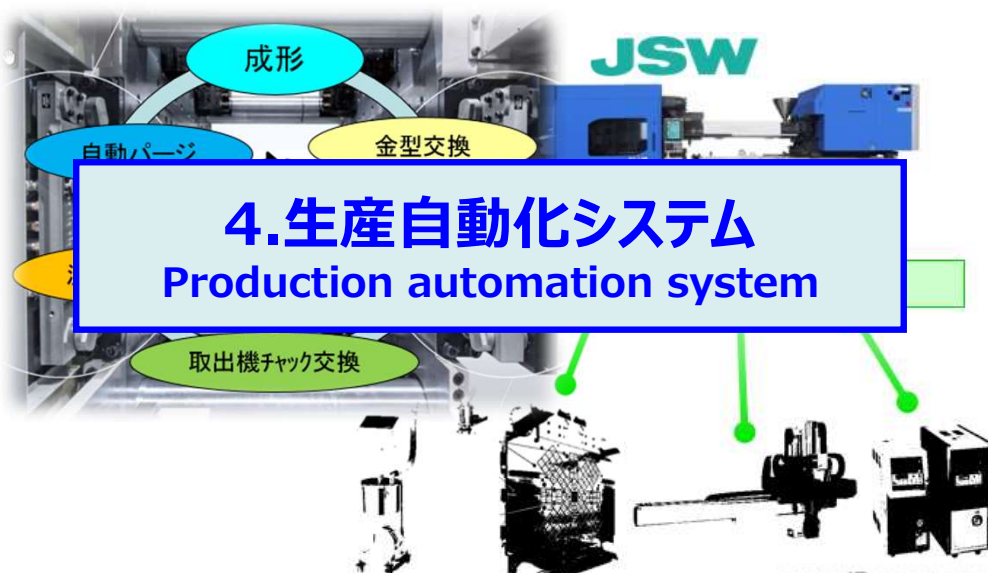 成形
JSW
自動パージ
金型交換
4.生産自動化システム
Production automation system
取出機チャック交換